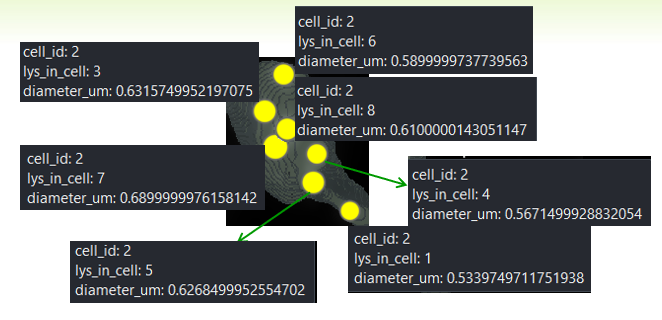 cell_id: 2
lys_in_cell: 6
diameter_um: 0.5899999737739563
cell_id: 2
lys_in_cell: 3
diameter_um: 0.6315749952197075
cell_id: 2
lys_in_cell: 8
diameter_um: 0.6100000143051147
cell_id: 2
lys_in_cell: 7
diameter_um: 0.6899999976158142
cell_id: 2
lys_in_cell: 4
diameter_um: 0.5671499928832054
cell_id: 2
lys_in_cell: 5
diameter_um: 0.6268499952554702
cell_id: 2
lys_in_cell: 1
diameter_um: 0.5339749711751938